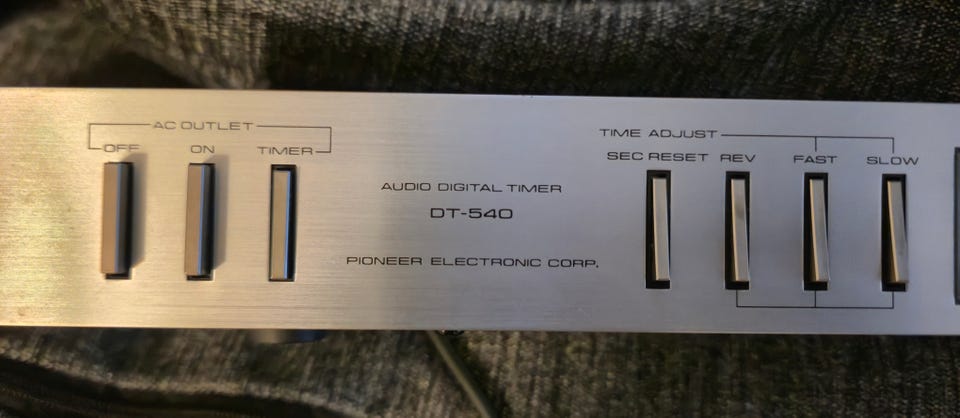 AC OUTLET
OFF ON TIMER
AUDIO DIGITAL TIMER
DT-540
PIONEER ELECTRONIC CORP.
TIME ADJUST
SEC RESET REV FAST SLOW